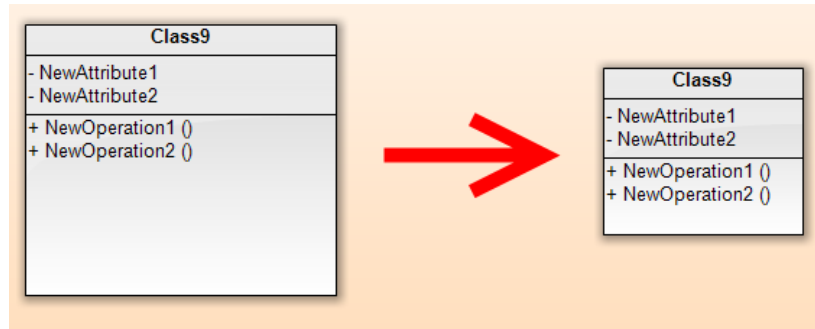 Class9
- NewAttribute1
- NewAttribute2
+ NewOperation1 ()
+ NewOperation2 ()
Class9
- NewAttribute1
- NewAttribute2
+ NewOperation1 ()
+ NewOperation2 ()